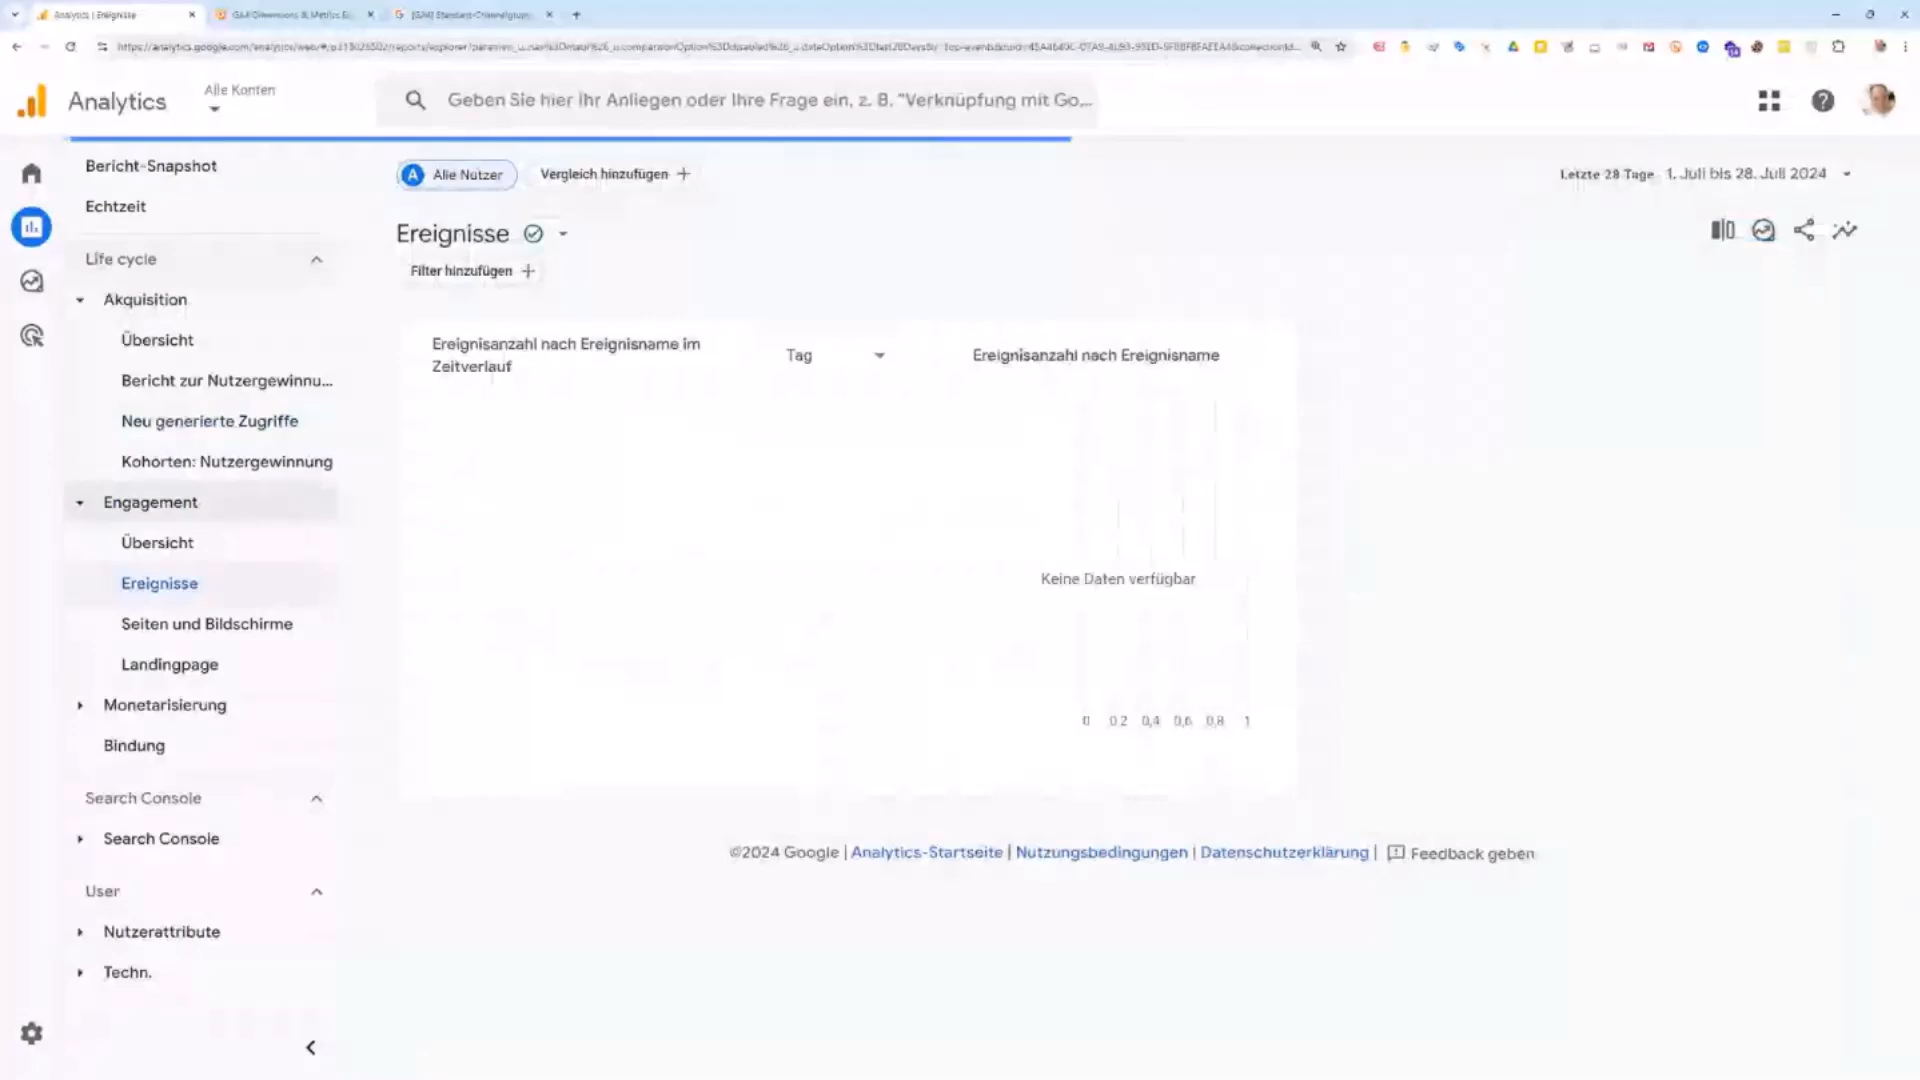 Analytics | Ereignisse
Analytics
Alle Konten
Geben Sie hier Ihr Anliegen oder Ihre Frage ein, z. B. "Verknüpfung mit Go...
Bericht-Snapshot
Echtzeit
Life cycle
Akquisition
Übersicht
Bericht zur Nutzergewinnu...
Neu generierte Zugriffe
Kohorten: Nutzergewinnung
Engagement
Übersicht
Ereignisse
Seiten und Bildschirme
Landingpage
Monetarisierung
Bindung
Search Console
Search Console
User
Nutzerattribute
Techn.
A Alle Nutzer
Vergleich hinzufügen
Letzte 28 Tage 1. Juli bis 28. Juli 2024
Ereignisse
Filter hinzufügen
Ereignisanzahl nach Ereignisname im
Zeitverlauf
Tag
Ereignisanzahl nach Ereignisname
Keine Daten verfügbar
0 0,2 0,4 0,6 0,8 1
©2024 Google | Analytics-Startseite | Nutzungsbedingungen | Datenschutzerklärung | Feedback geben